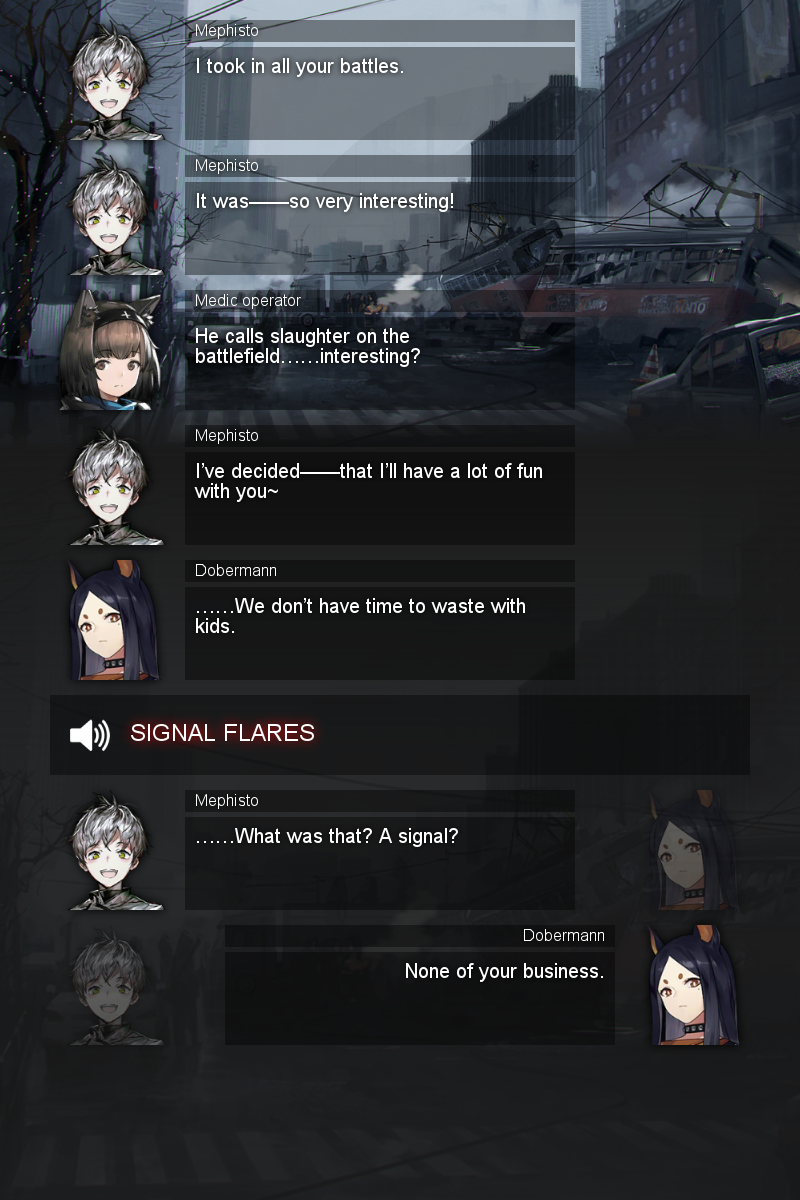 Mephisto
I took in all your battles.
Mephisto
It was——so very interesting!
Medic operator
He calls slaughter on the
battlefield……interesting?
Mephisto
I've decided——that I'll have a lot of fun
with you~
Dobermann
……We don't have time to waste with
kids.
SIGNAL FLARES
Mephisto
……What was that? A signal?
Dobermann
None of your business.